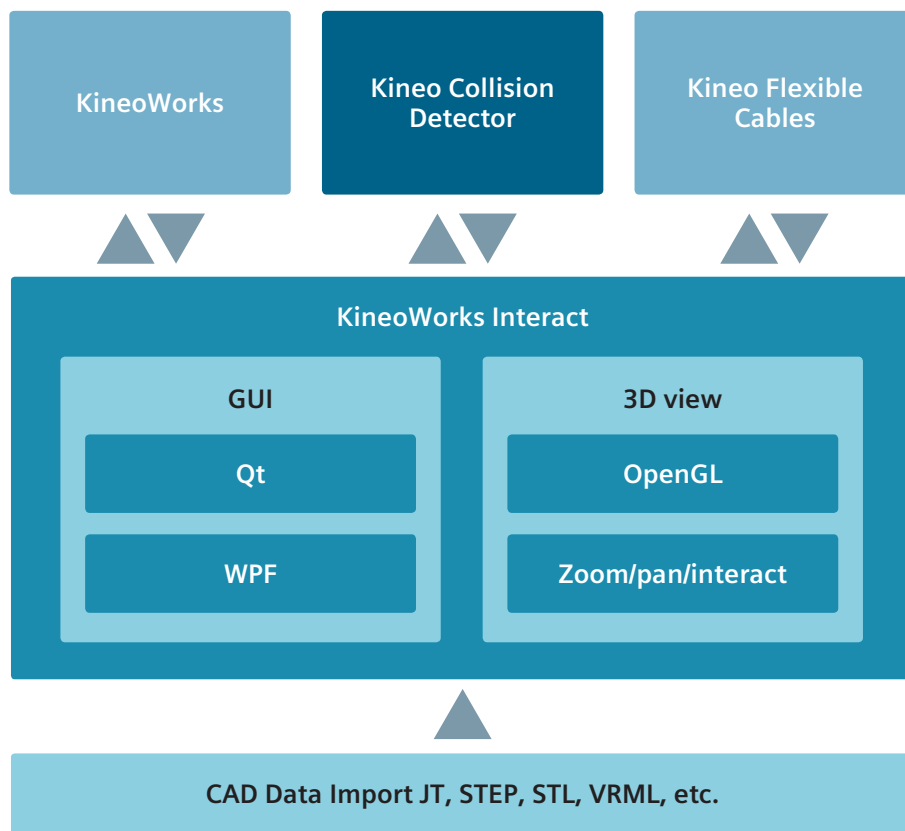 KineoWorks
Kineo Collision
Detector
Kineo Flexible
Cables
KineoWorks Interact
GUI
Qt
WPF
3D view
OpenGL
Zoom/pan/interact
CAD Data Import JT, STEP, STL, VRML, etc.